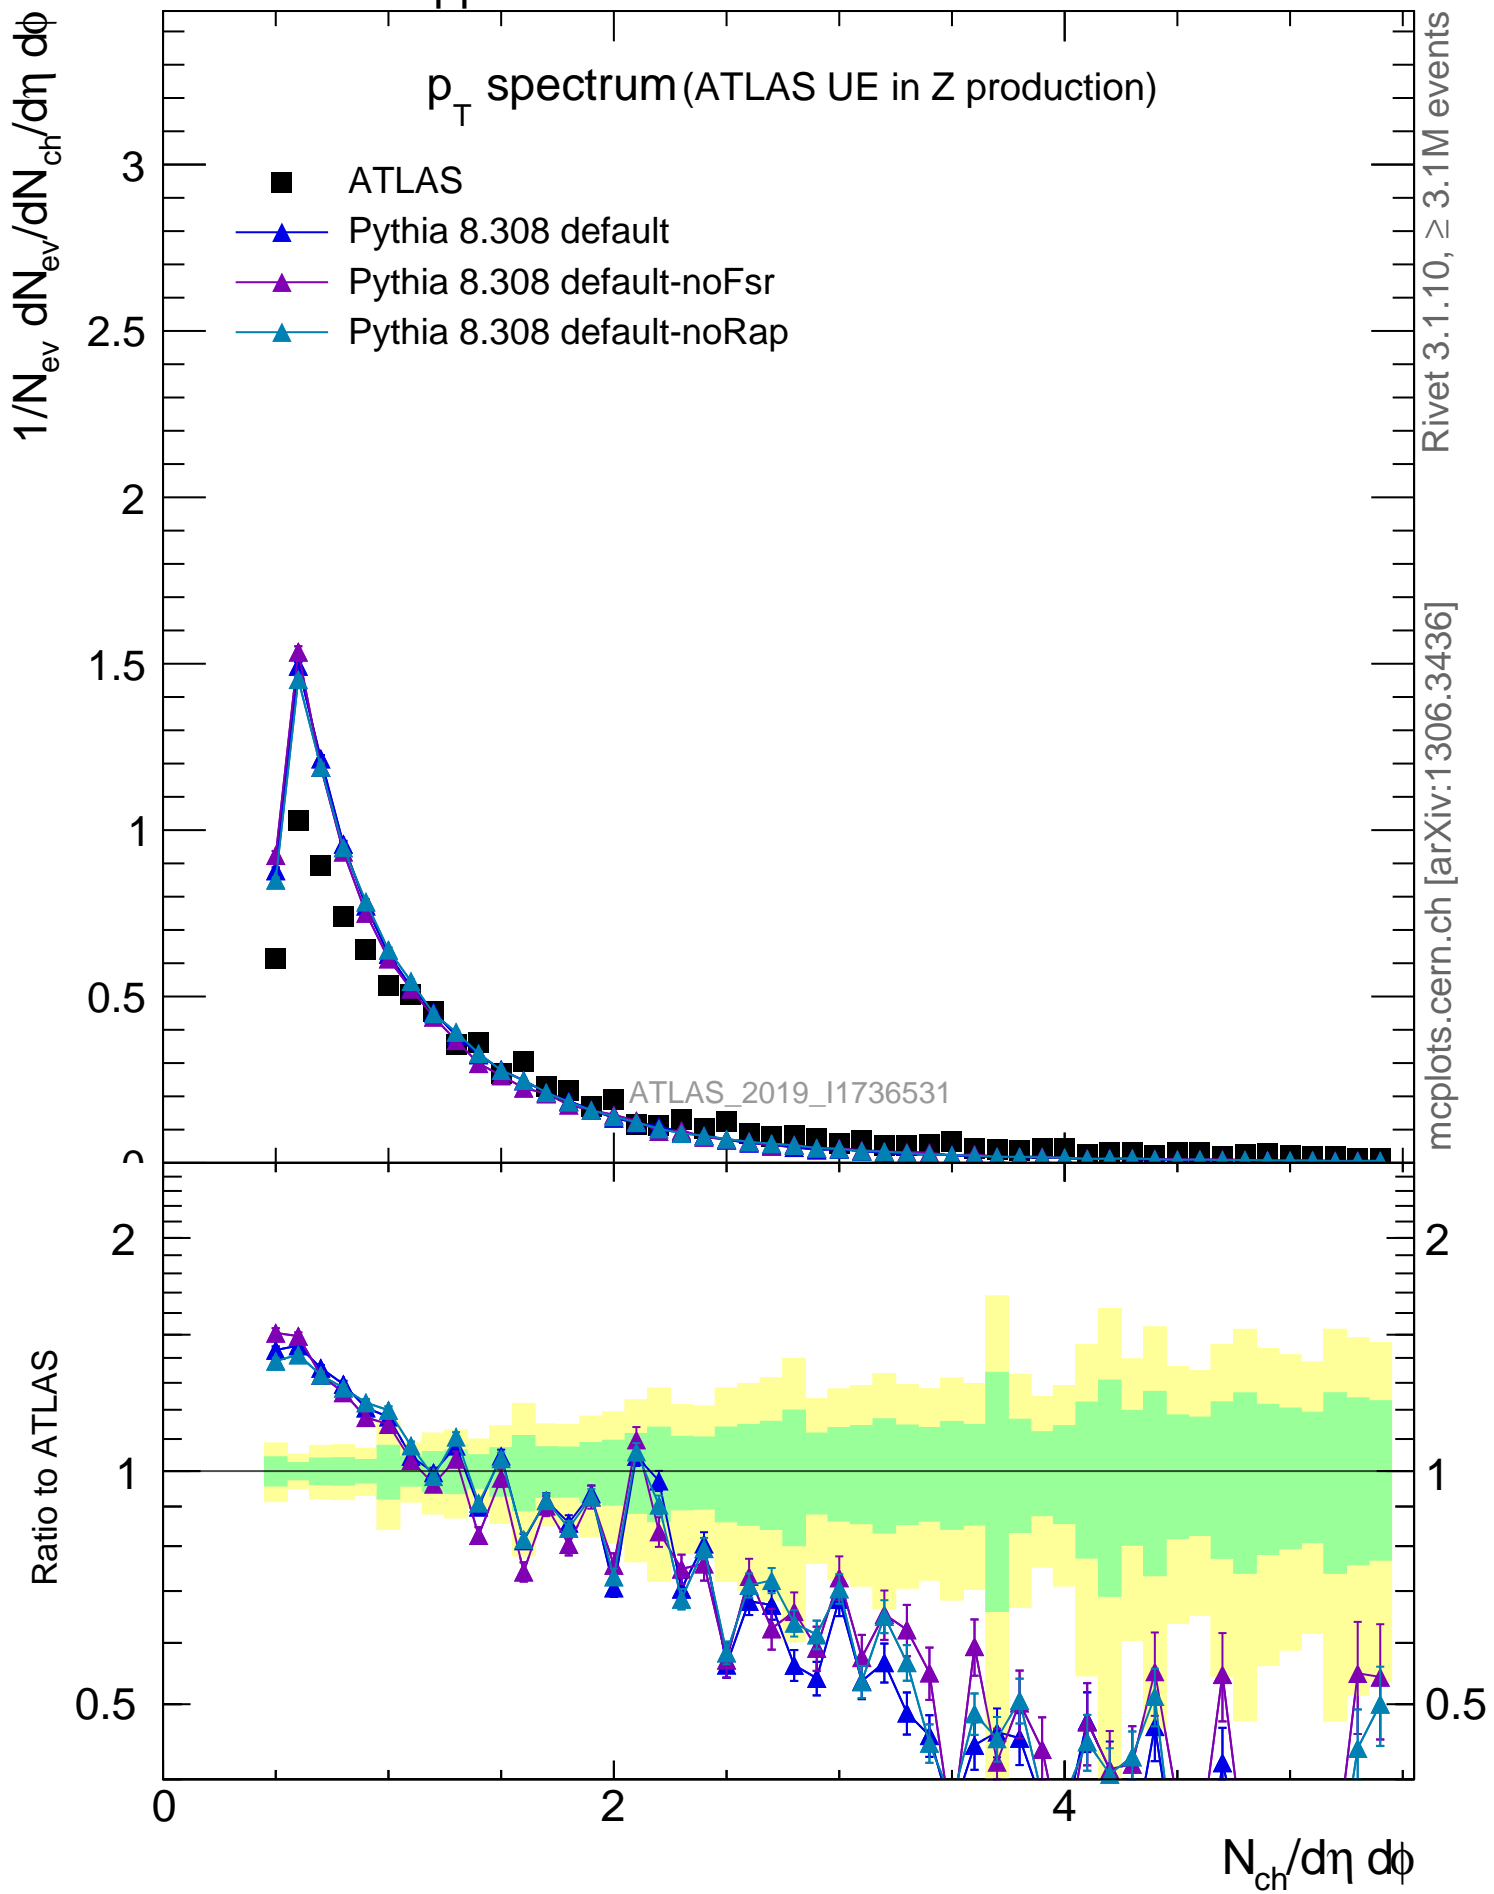 p_T spectrum (ATLAS UE in Z production)
ATLAS
Pythia 8.308 default
Pythia 8.308 default-noFsr
Pythia 8.308 default-noRap
1/N_ev dN_ev/dN_ch/dη dϕ
3
2.5
2
1.5
1
0.5
0
ATLAS_2019_I1736531
Rivet 3.1.10, ≥ 3.1M events
mcplots.cern.ch [arXiv:1306.3436]
Ratio to ATLAS
2
1
0.5
2
1
0.5
0
2
4
N_ch/dη dϕ